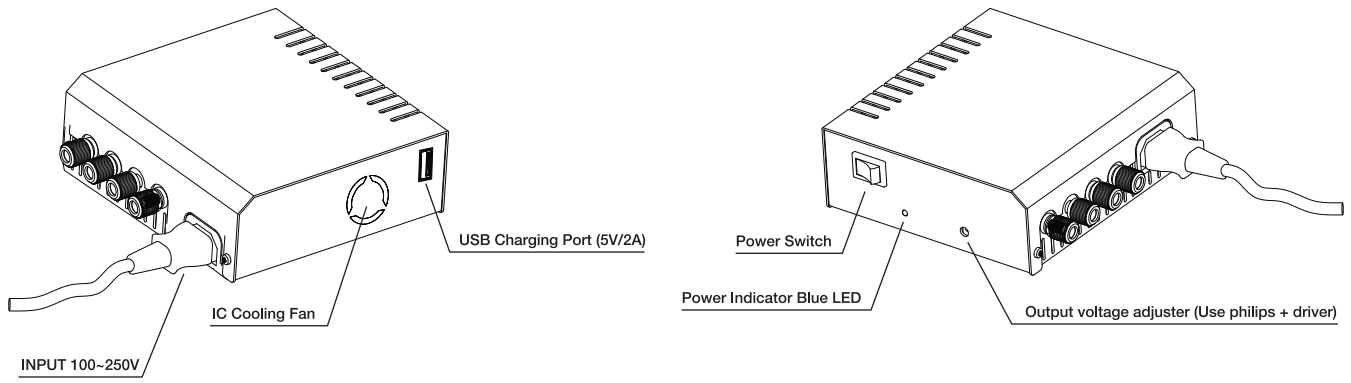 USB Charging Port (5V/2A)
IC Cooling Fan
INPUT 100~250V
Power Switch
Power Indicator Blue LED
Output voltage adjuster (Use philips + driver)